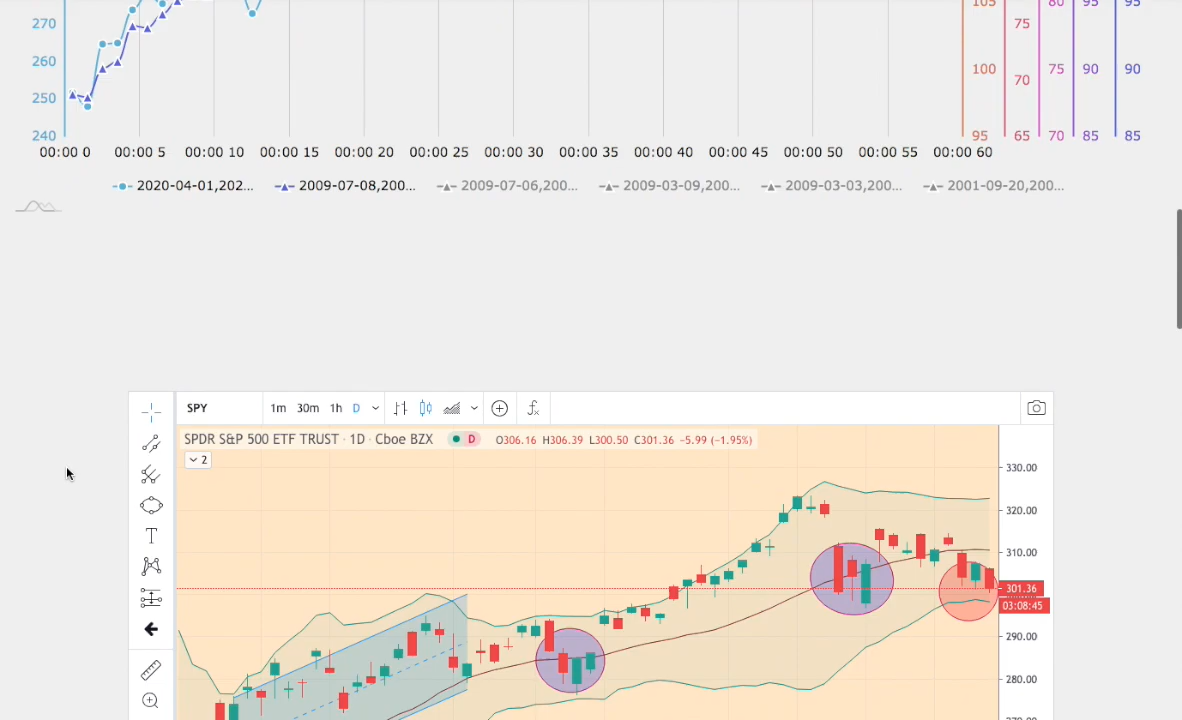 105 80 95 95
270 75
260 100 70 75 90 90
250
240 95 65 70 85 85
00:00 0 00:00 5 00:00 10 00:00 15 00:00 20 00:00 25 00:00 30 00:00 35 00:00 40 00:00 45 00:00 50 00:00 55 00:00 60
2020-04-01,202... 2009-07-08,200... 2009-07-06,200... 2009-03-09,200... 2009-03-03,200... 2001-09-20,200...
SPY 1m 30m 1h D
SPDR S&P 500 ETF TRUST · 1D · Cboe BZX D O306.16 H306.39 L300.50 C301.36 −5.99 (−1.95%)
2
330.00
320.00
310.00
301.36
03:08:45
290.00
280.00
T